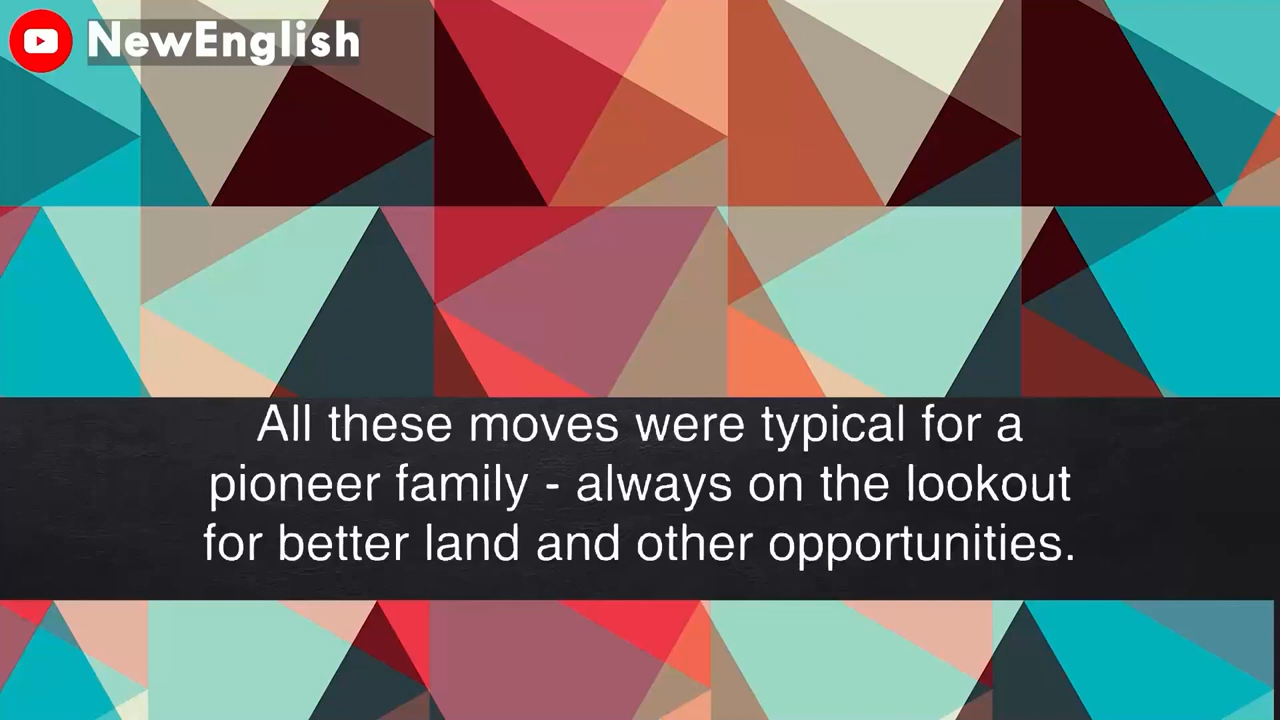 NewEnglish
All these moves were typical for a
pioneer family - always on the lookout
for better land and other opportunities.